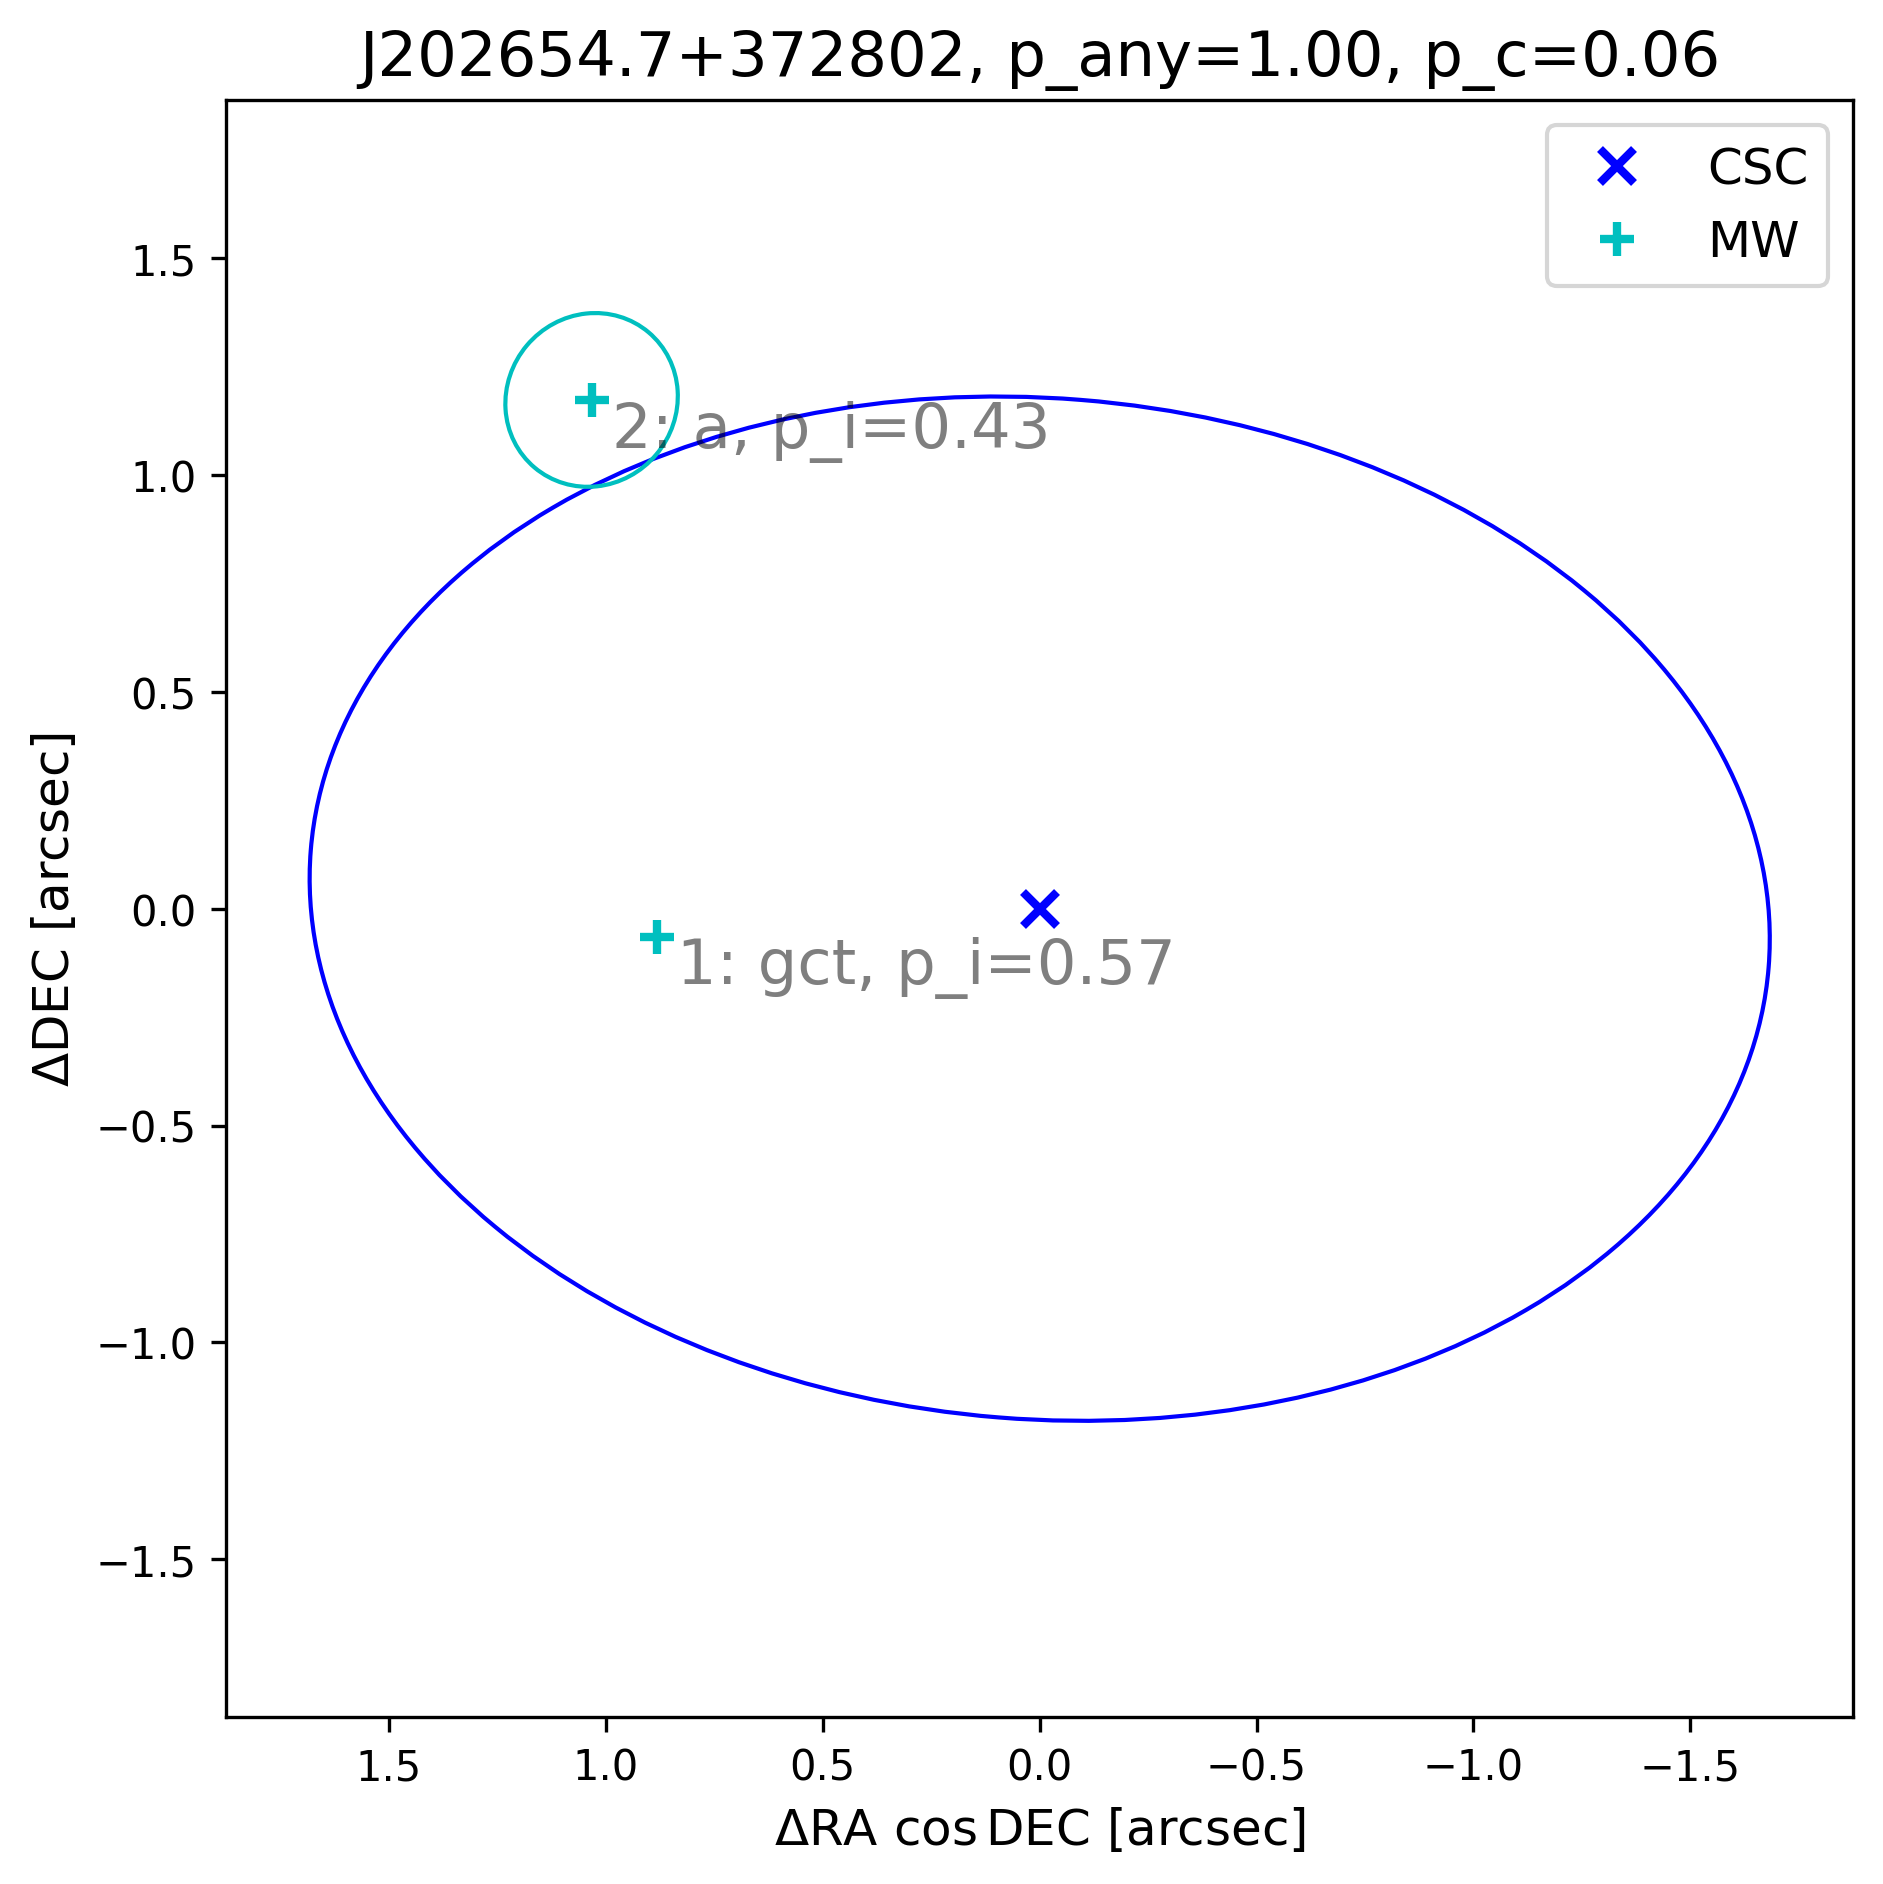 J202654.7+372802, p_any=1.00, p_c=0.06
CSC
MW
2: a, p_i=0.43
1: gct, p_i=0.57
1.5
1.0
0.5
0.0
−0.5
−1.0
−1.5
ΔDEC [arcsec]
1.5 1.0 0.5 0.0 −0.5 −1.0 −1.5
ΔRA cos DEC [arcsec]